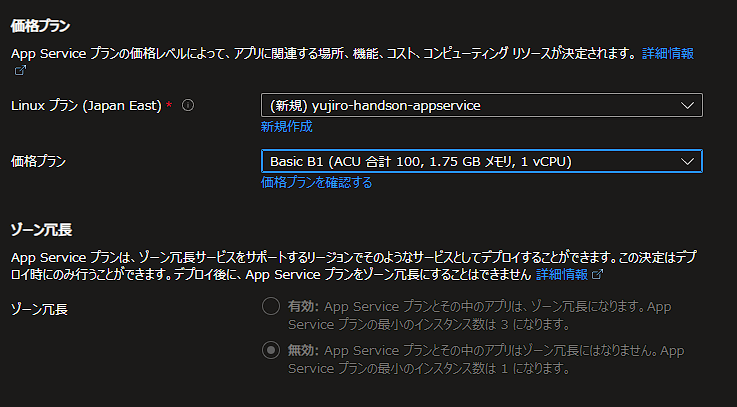 価格プラン
App Service プランの価格レベルによって、アプリに関連する場所、機能、コスト、コンピューティング リソースが決定されます。 詳細情報
Linux プラン (Japan East) *
(新規) yujiro-handson-appservice
新規作成
価格プラン
Basic B1 (ACU 合計 100, 1.75 GB メモリ, 1 vCPU)
価格プランを確認する
ゾーン冗長
App Service プランは、ゾーン冗長サービスをサポートするリージョンでそのようなサービスとしてデプロイすることができます。この決定はデプ
ロイ時にのみ行うことができます。デプロイ後に、App Service プランをゾーン冗長にすることはできません 詳細情報
ゾーン冗長
有効: App Service プランとその中のアプリは、ゾーン冗長になります。App
Service プランの最小のインスタンス数は 3 になります。
無効: App Service プランとその中のアプリはゾーン冗長にはなりません。App
Service プランの最小のインスタンス数は 1 になります。